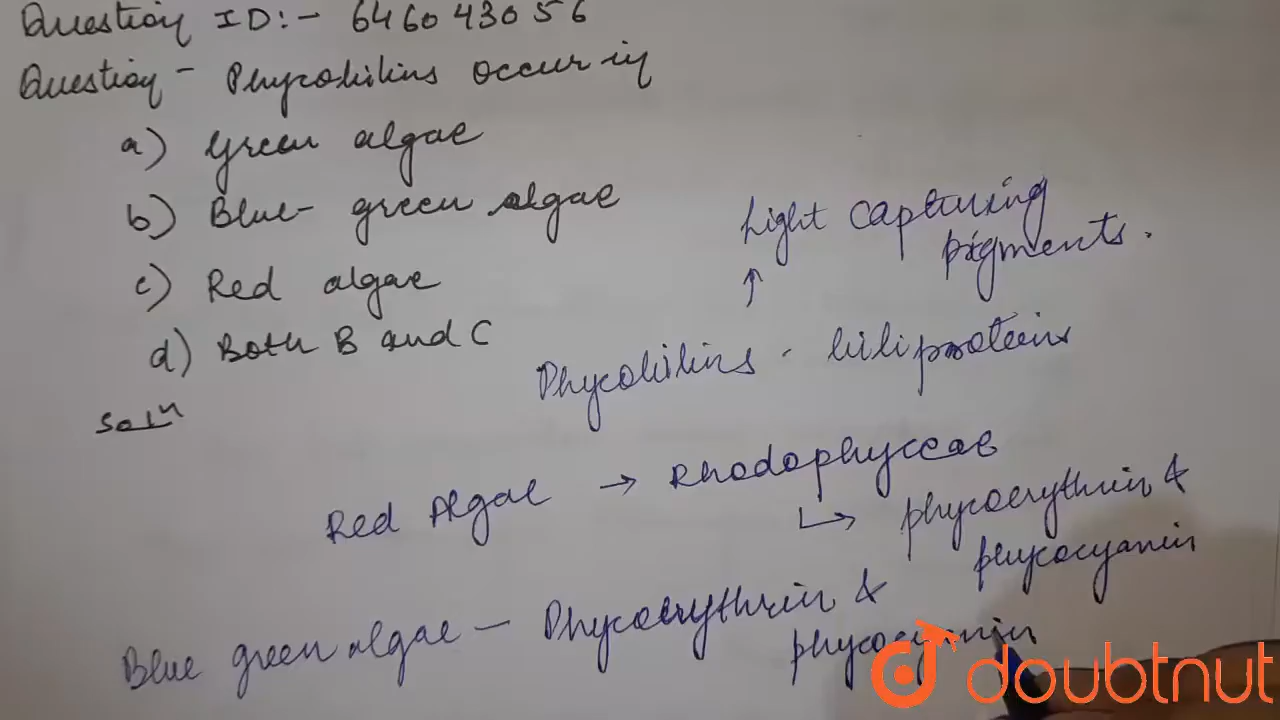 Question ID:- 646043056
Question - Phycobilins occur in
a) Green algae
b) Blue- green algae
c) Red algae
d) Both B and C
Soln
Light capturing
pigments.
↑
Phycobilins - biliproteins
Red Algae → Rhodophyceae
↳ phycoerythrin &
phycocyanin
Blue green algae - Phycoerythrin &
phycocyanin
doubtnut